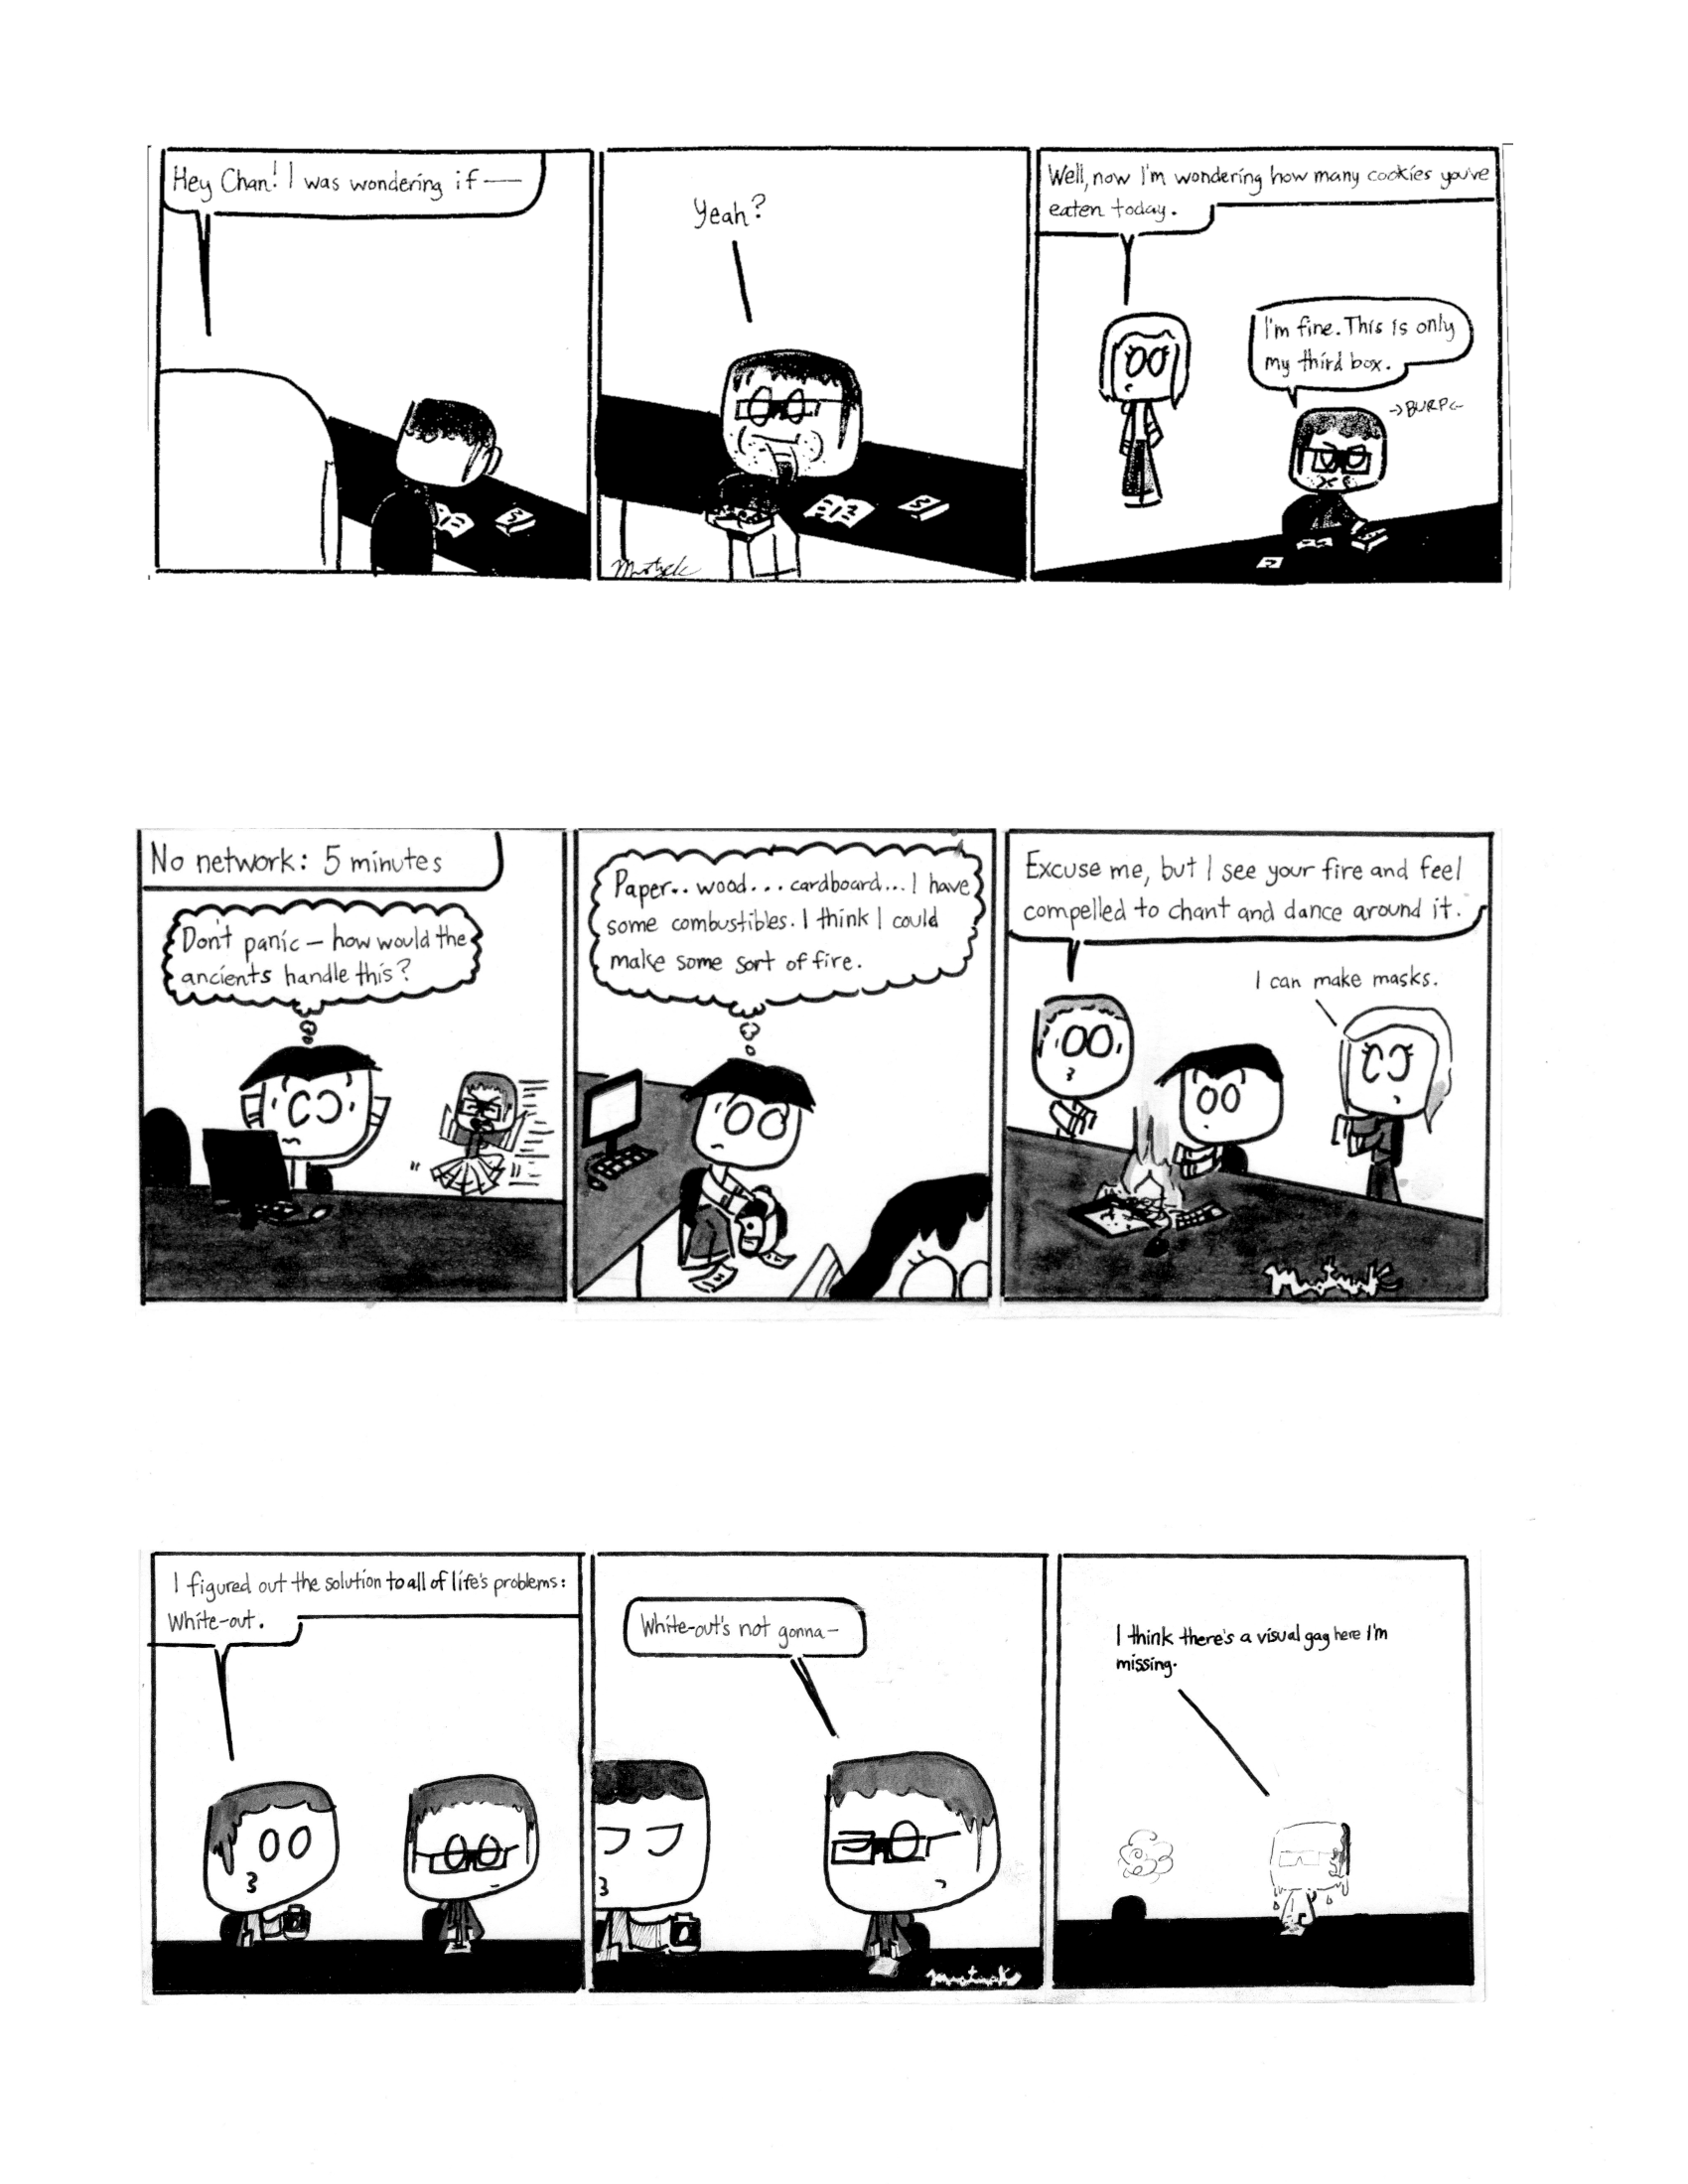 Hey Chan! I was wondering if —
Yeah?
Well, now I'm wondering how many cookies you've
eaten today.
I'm fine. This is only
my third box.
→BURP←
No network: 5 minutes
Don't panic – how would the
ancients handle this?
Paper.. wood... cardboard... I have
some combustibles. I think I could
make some sort of fire.
Excuse me, but I see your fire and feel
compelled to chant and dance around it.
I can make masks.
I figured out the solution to all of life's problems:
White-out.
White-out's not gonna–
I think there's a visual gag here I'm
missing.